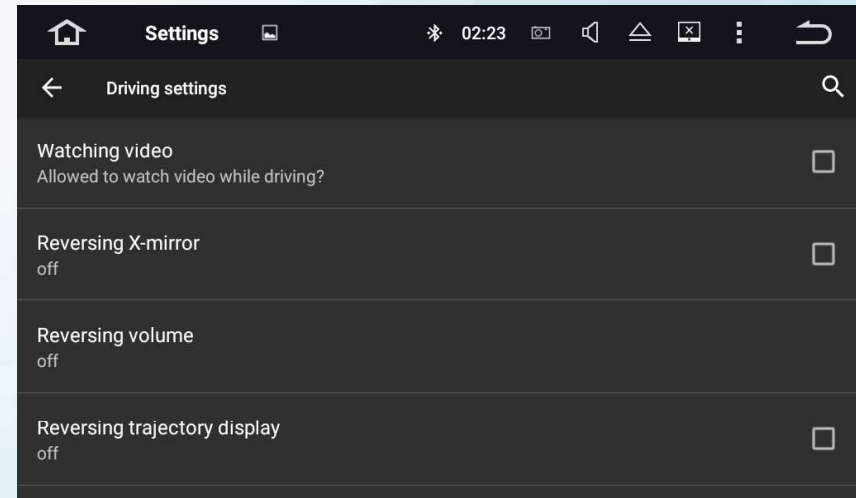 Settings 02:23
Driving settings
Watching video
Allowed to watch video while driving?
Reversing X-mirror
off
Reversing volume
off
Reversing trajectory display
off